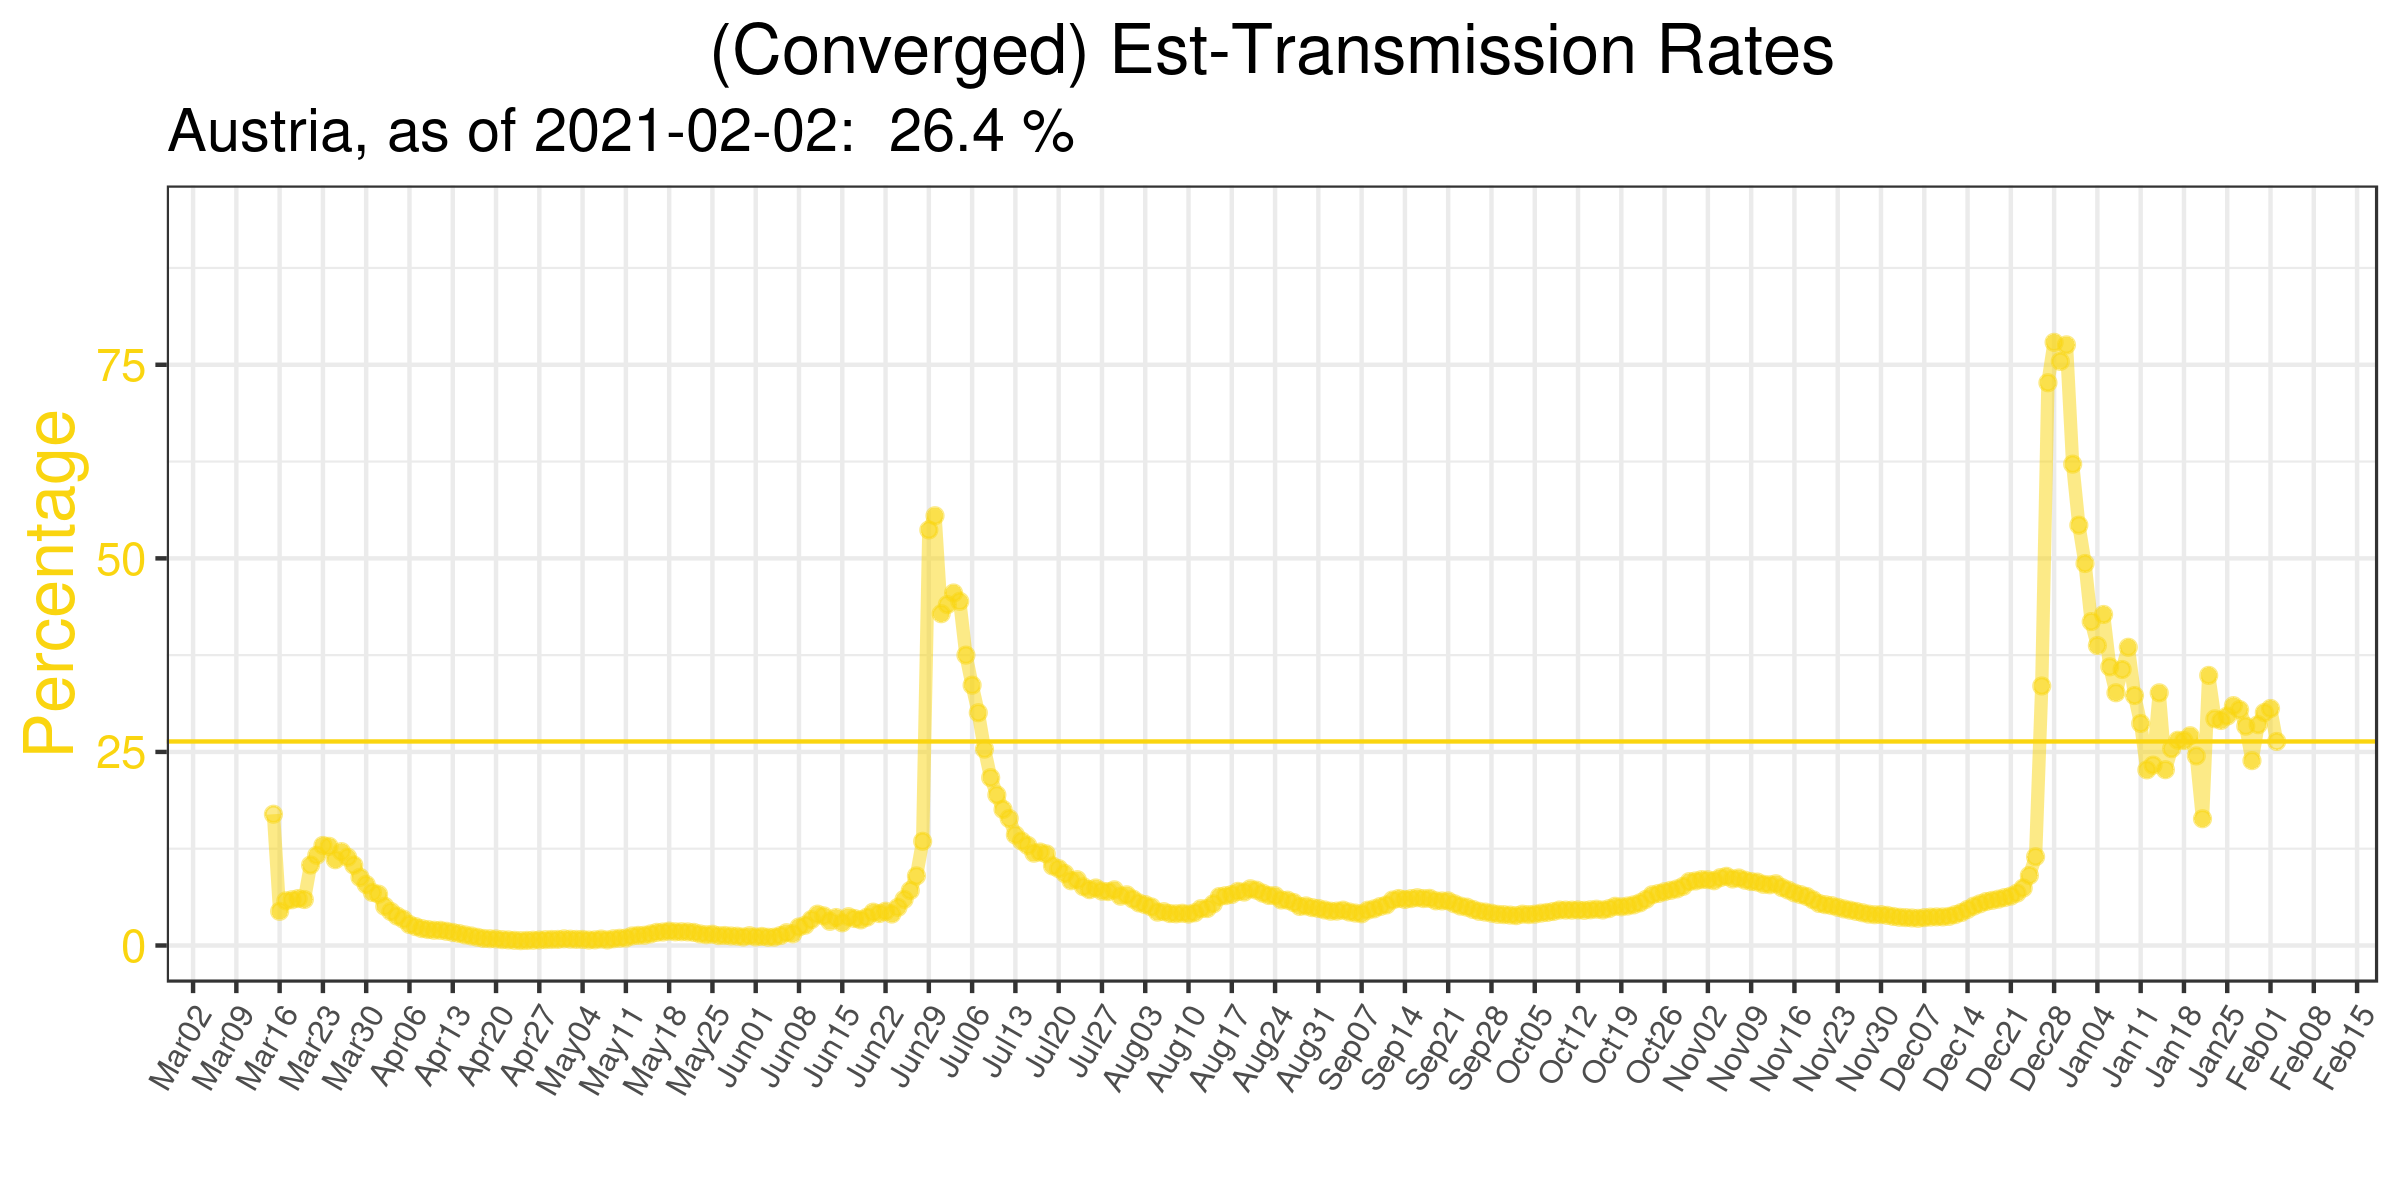 (Converged) Est-Transmission Rates
Austria, as of 2021-02-02:  26.4 %
Percentage
75
50
25
0
Mar02 Mar09 Mar16 Mar23 Mar30 Apr06 Apr13 Apr20 Apr27 May04 May11 May18 May25 Jun01 Jun08 Jun15 Jun22 Jun29 Jul06 Jul13 Jul20 Jul27 Aug03 Aug10 Aug17 Aug24 Aug31 Sep07 Sep14 Sep21 Sep28 Oct05 Oct12 Oct19 Oct26 Nov02 Nov09 Nov16 Nov23 Nov30 Dec07 Dec14 Dec21 Dec28 Jan04 Jan11 Jan18 Jan25 Feb01 Feb08 Feb15